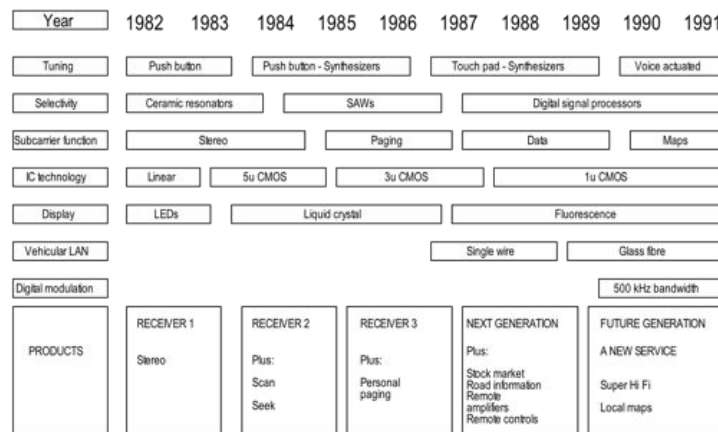 Year 1982 1983 1984 1985 1986 1987 1988 1989 1990 1991
Tuning Push button Push button - Synthesizers Touch pad - Synthesizers Voice actuated
Selectivity Ceramic resonators SAWs Digital signal processors
Subcarrier function Stereo Paging Data Maps
IC technology Linear 5u CMOS 3u CMOS 1u CMOS
Display LEDs Liquid crystal Fluorescence
Vehicular LAN Single wire Glass fibre
Digital modulation 500 kHz bandwidth
PRODUCTS
RECEIVER 1
Stereo
RECEIVER 2
Plus:
Scan
Seek
RECEIVER 3
Plus:
Personal
paging
NEXT GENERATION
Plus:
Stock market
Road information
Remote
amplifiers
Remote controls
FUTURE GENERATION
A NEW SERVICE
Super Hi Fi
Local maps